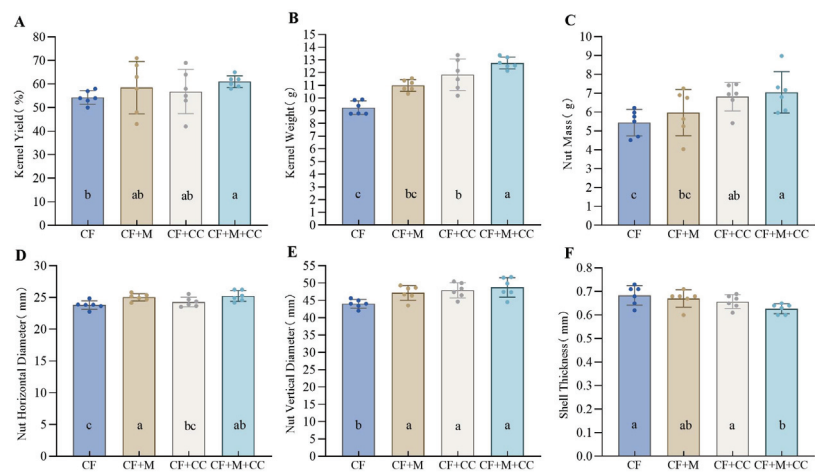 A
Kernel Yield( %)
80
70
60
50
40
30
20
10
0
b
ab
ab
a
CF
CF+M
CF+CC
CF+M+CC
B
Kernel Weight( g)
15
14
13
12
11
10
9
8
7
6
5
4
3
2
1
0
c
bc
b
a
CF
CF+M
CF+CC
CF+M+CC
C
Nut Mass( g)
10
9
8
7
6
5
4
3
2
1
0
c
bc
ab
a
CF
CF+M
CF+CC
CF+M+CC
D
Nut Horizontal Diameter( mm)
30
25
20
15
10
5
0
c
a
bc
ab
CF
CF+M
CF+CC
CF+M+CC
E
Nut Vertical Diameter( mm)
55
50
45
40
35
30
25
20
15
10
5
0
b
a
a
a
CF
CF+M
CF+CC
CF+M+CC
F
Shell Thickness( mm)
0.8
0.7
0.6
0.5
0.4
0.3
0.2
0.1
0.0
a
ab
a
b
CF
CF+M
CF+CC
CF+M+CC